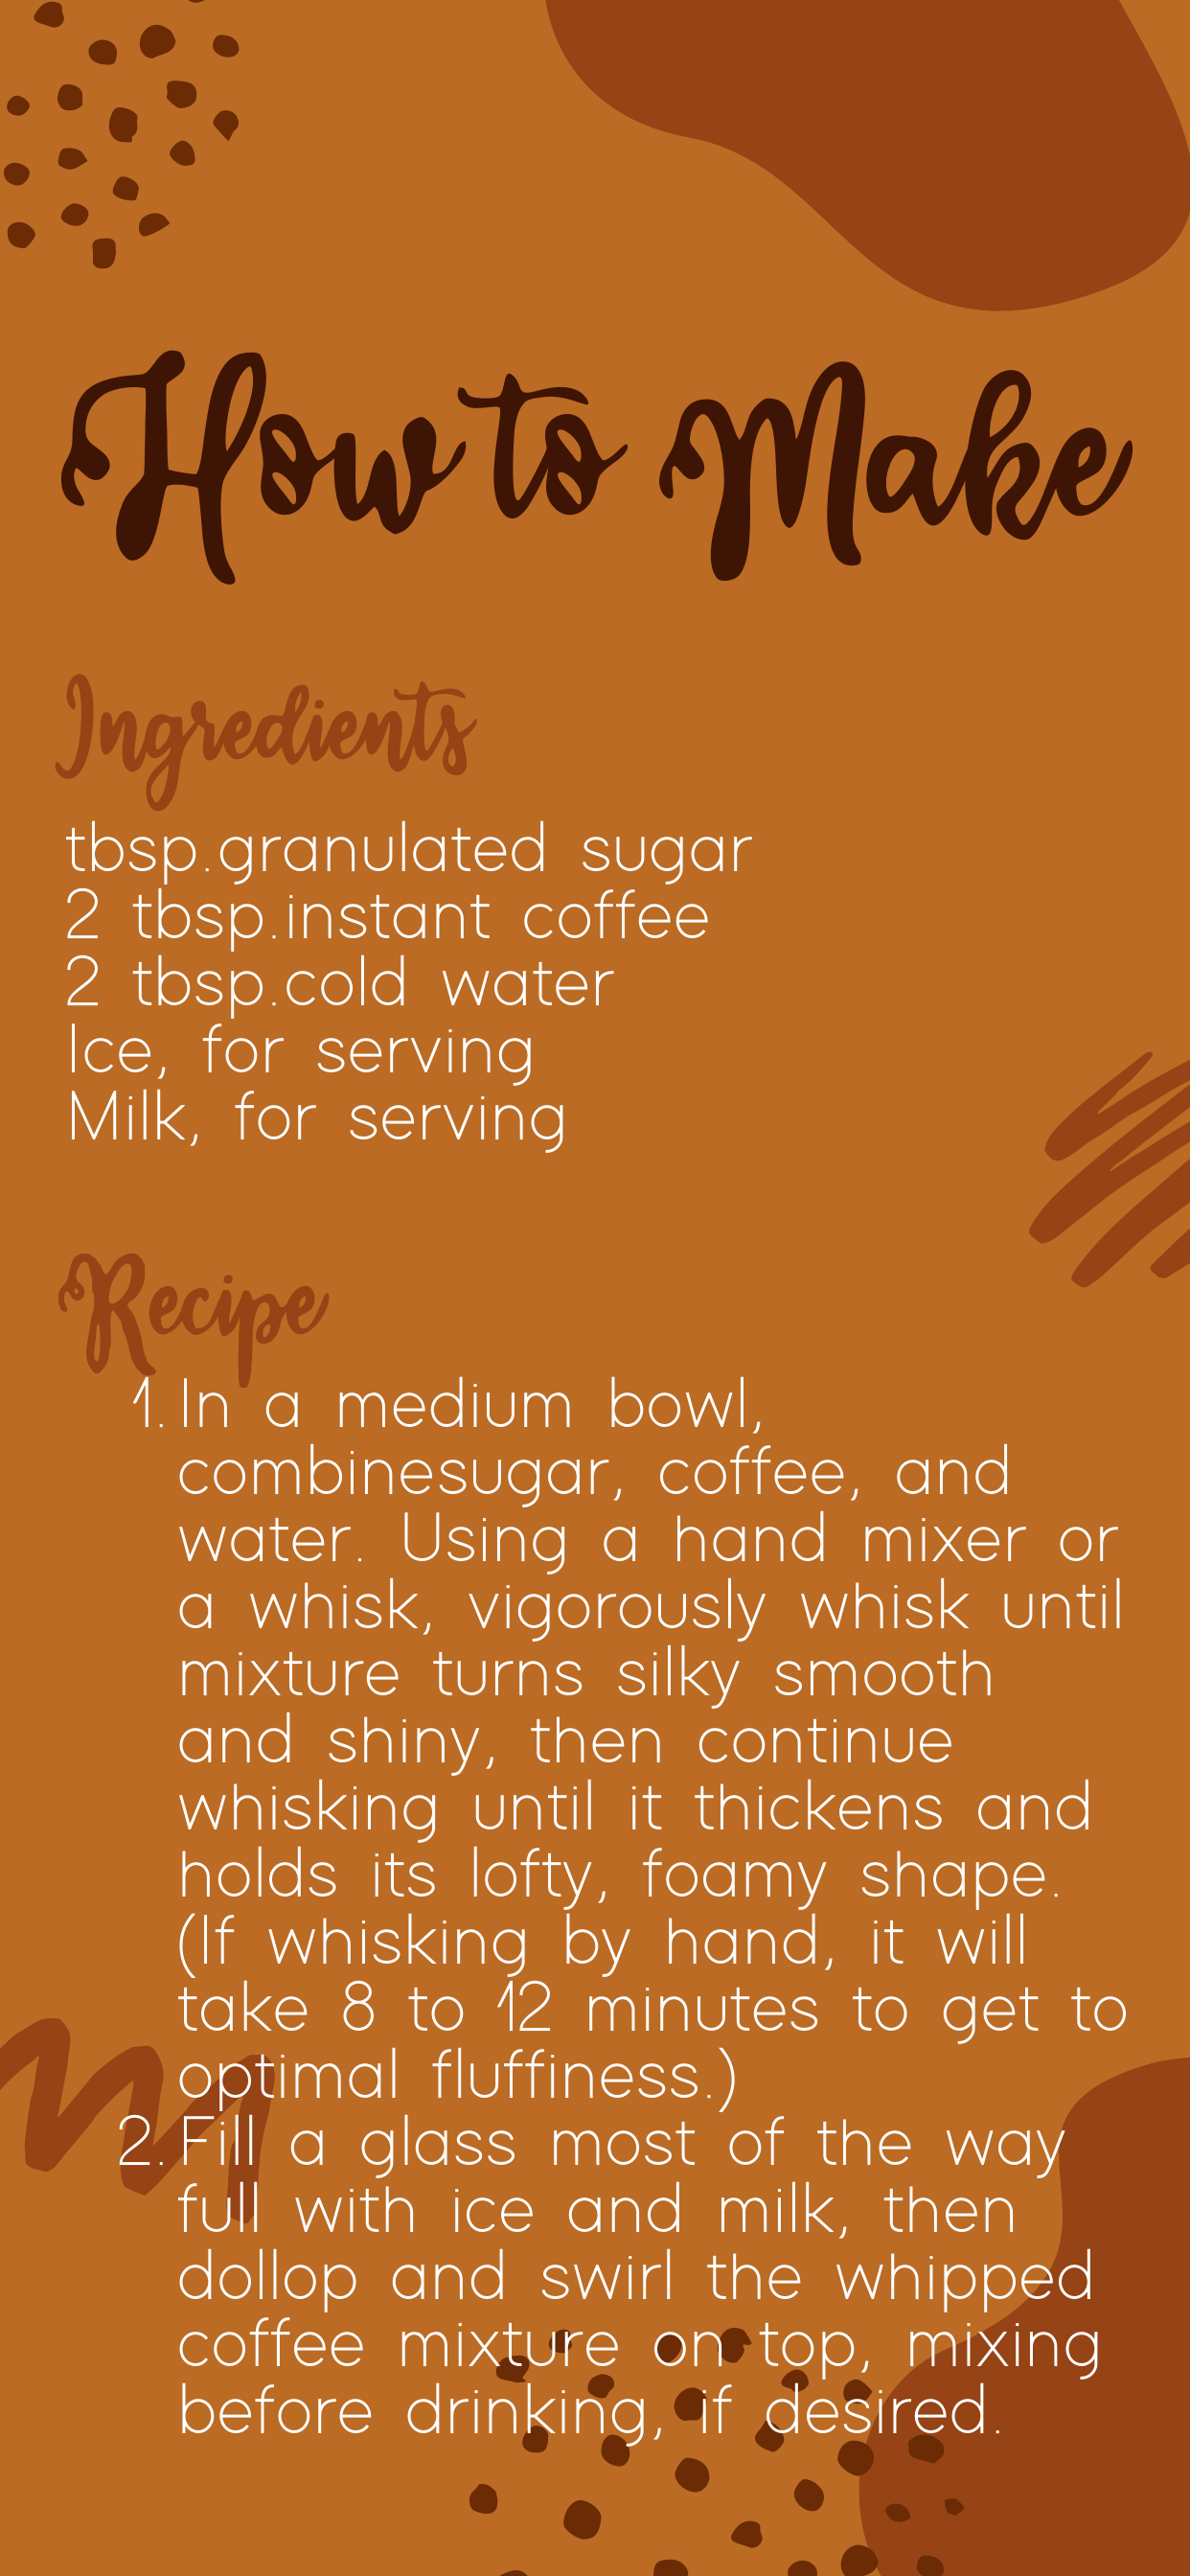 How to Make
Ingredients
tbsp.granulated sugar
2 tbsp.instant coffee
2 tbsp.cold water
Ice, for serving
Milk, for serving
Recipe
1. In a medium bowl,
combinesugar, coffee, and
water. Using a hand mixer or
a whisk, vigorously whisk until
mixture turns silky smooth
and shiny, then continue
whisking until it thickens and
holds its lofty, foamy shape.
(If whisking by hand, it will
take 8 to 12 minutes to get to
optimal fluffiness.)
2. Fill a glass most of the way
full with ice and milk, then
dollop and swirl the whipped
coffee mixture on top, mixing
before drinking, if desired.